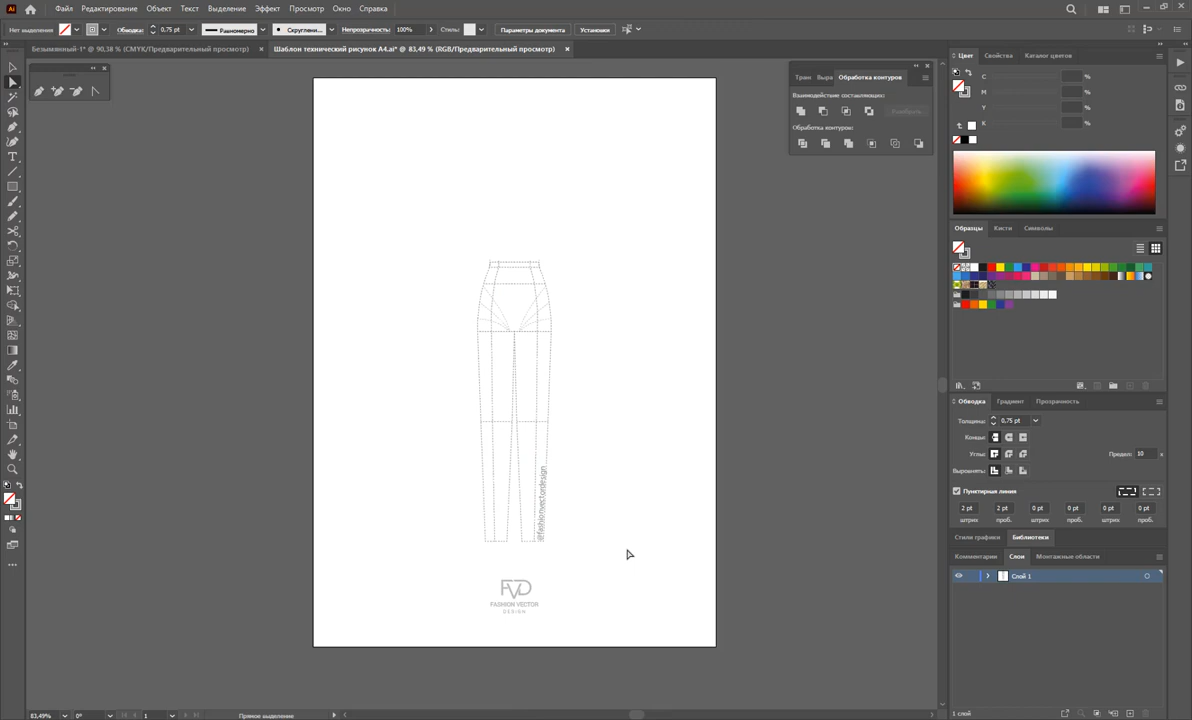 Ai Файл Редактирование Объект Текст Выделение Эффект Просмотр Окно Справка
Нет выделения Обводка: 0,75 pt Равномерно Скруглени... Непрозрачность: 100% Стиль: Параметры документа Установки
Безымянный-1* @ 90,38 % (CMYK/Предварительный просмотр) × Шаблон технический рисунок А4.ai* @ 83,49 % (RGB/Предварительный просмотр) ×
Цвет Свойства Каталог цветов
Тран Выра Обработка контуров
C %
Взаимодействие составляющих:
M %
Разобрать
Y %
K %
Обработка контуров:
Образцы Кисти Символы
Обводка Градиент Прозрачность
Толщина: 0,75 pt
Концы:
Углы: Предел: 10 x
Выровнять:
Пунктирная линия
2 pt 2 pt 0 pt 0 pt 0 pt 0 pt
штрих проб. штрих проб. штрих проб.
Стили графики Библиотеки
Комментарии Слои Монтажные области
Слой 1
@fashionvectordesign
FVD
FASHION VECTOR
DESIGN
83,49% 0° 1 Прямое выделение
1 слой